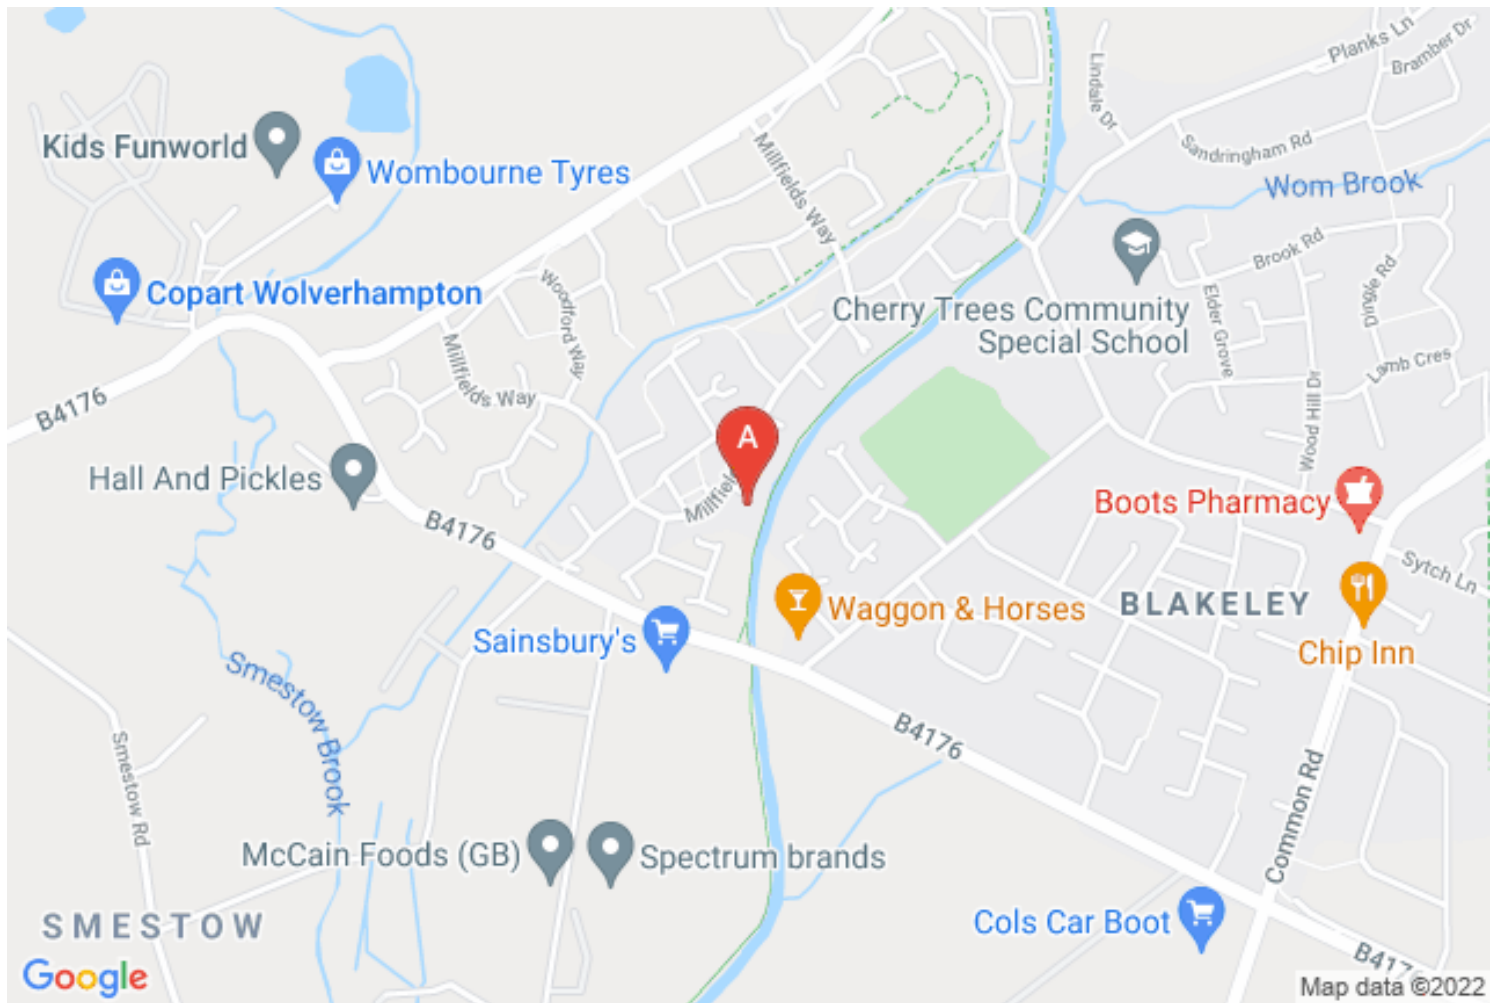 Planks Ln
Bramber Dr
Lindale Dr
Sandringham Rd
Kids Funworld
Wombourne Tyres
Millfields Way
Wom Brook
Brook Rd
Copart Wolverhampton
Woodford Way
Cherry Trees Community
Special School
Elder Grove
Dingle Rd
Millfields Way
Lamb Cres
B4176
Wood Hill Dr
A
Hall And Pickles
Millfield
B4176
Boots Pharmacy
Sytch Ln
Waggon & Horses
BLAKELEY
Sainsbury's
Chip Inn
Smestow Brook
B4176
Smestow Rd
Common Rd
McCain Foods (GB)
Spectrum brands
SMESTOW
Cols Car Boot
B4176
Google
Map data ©2022